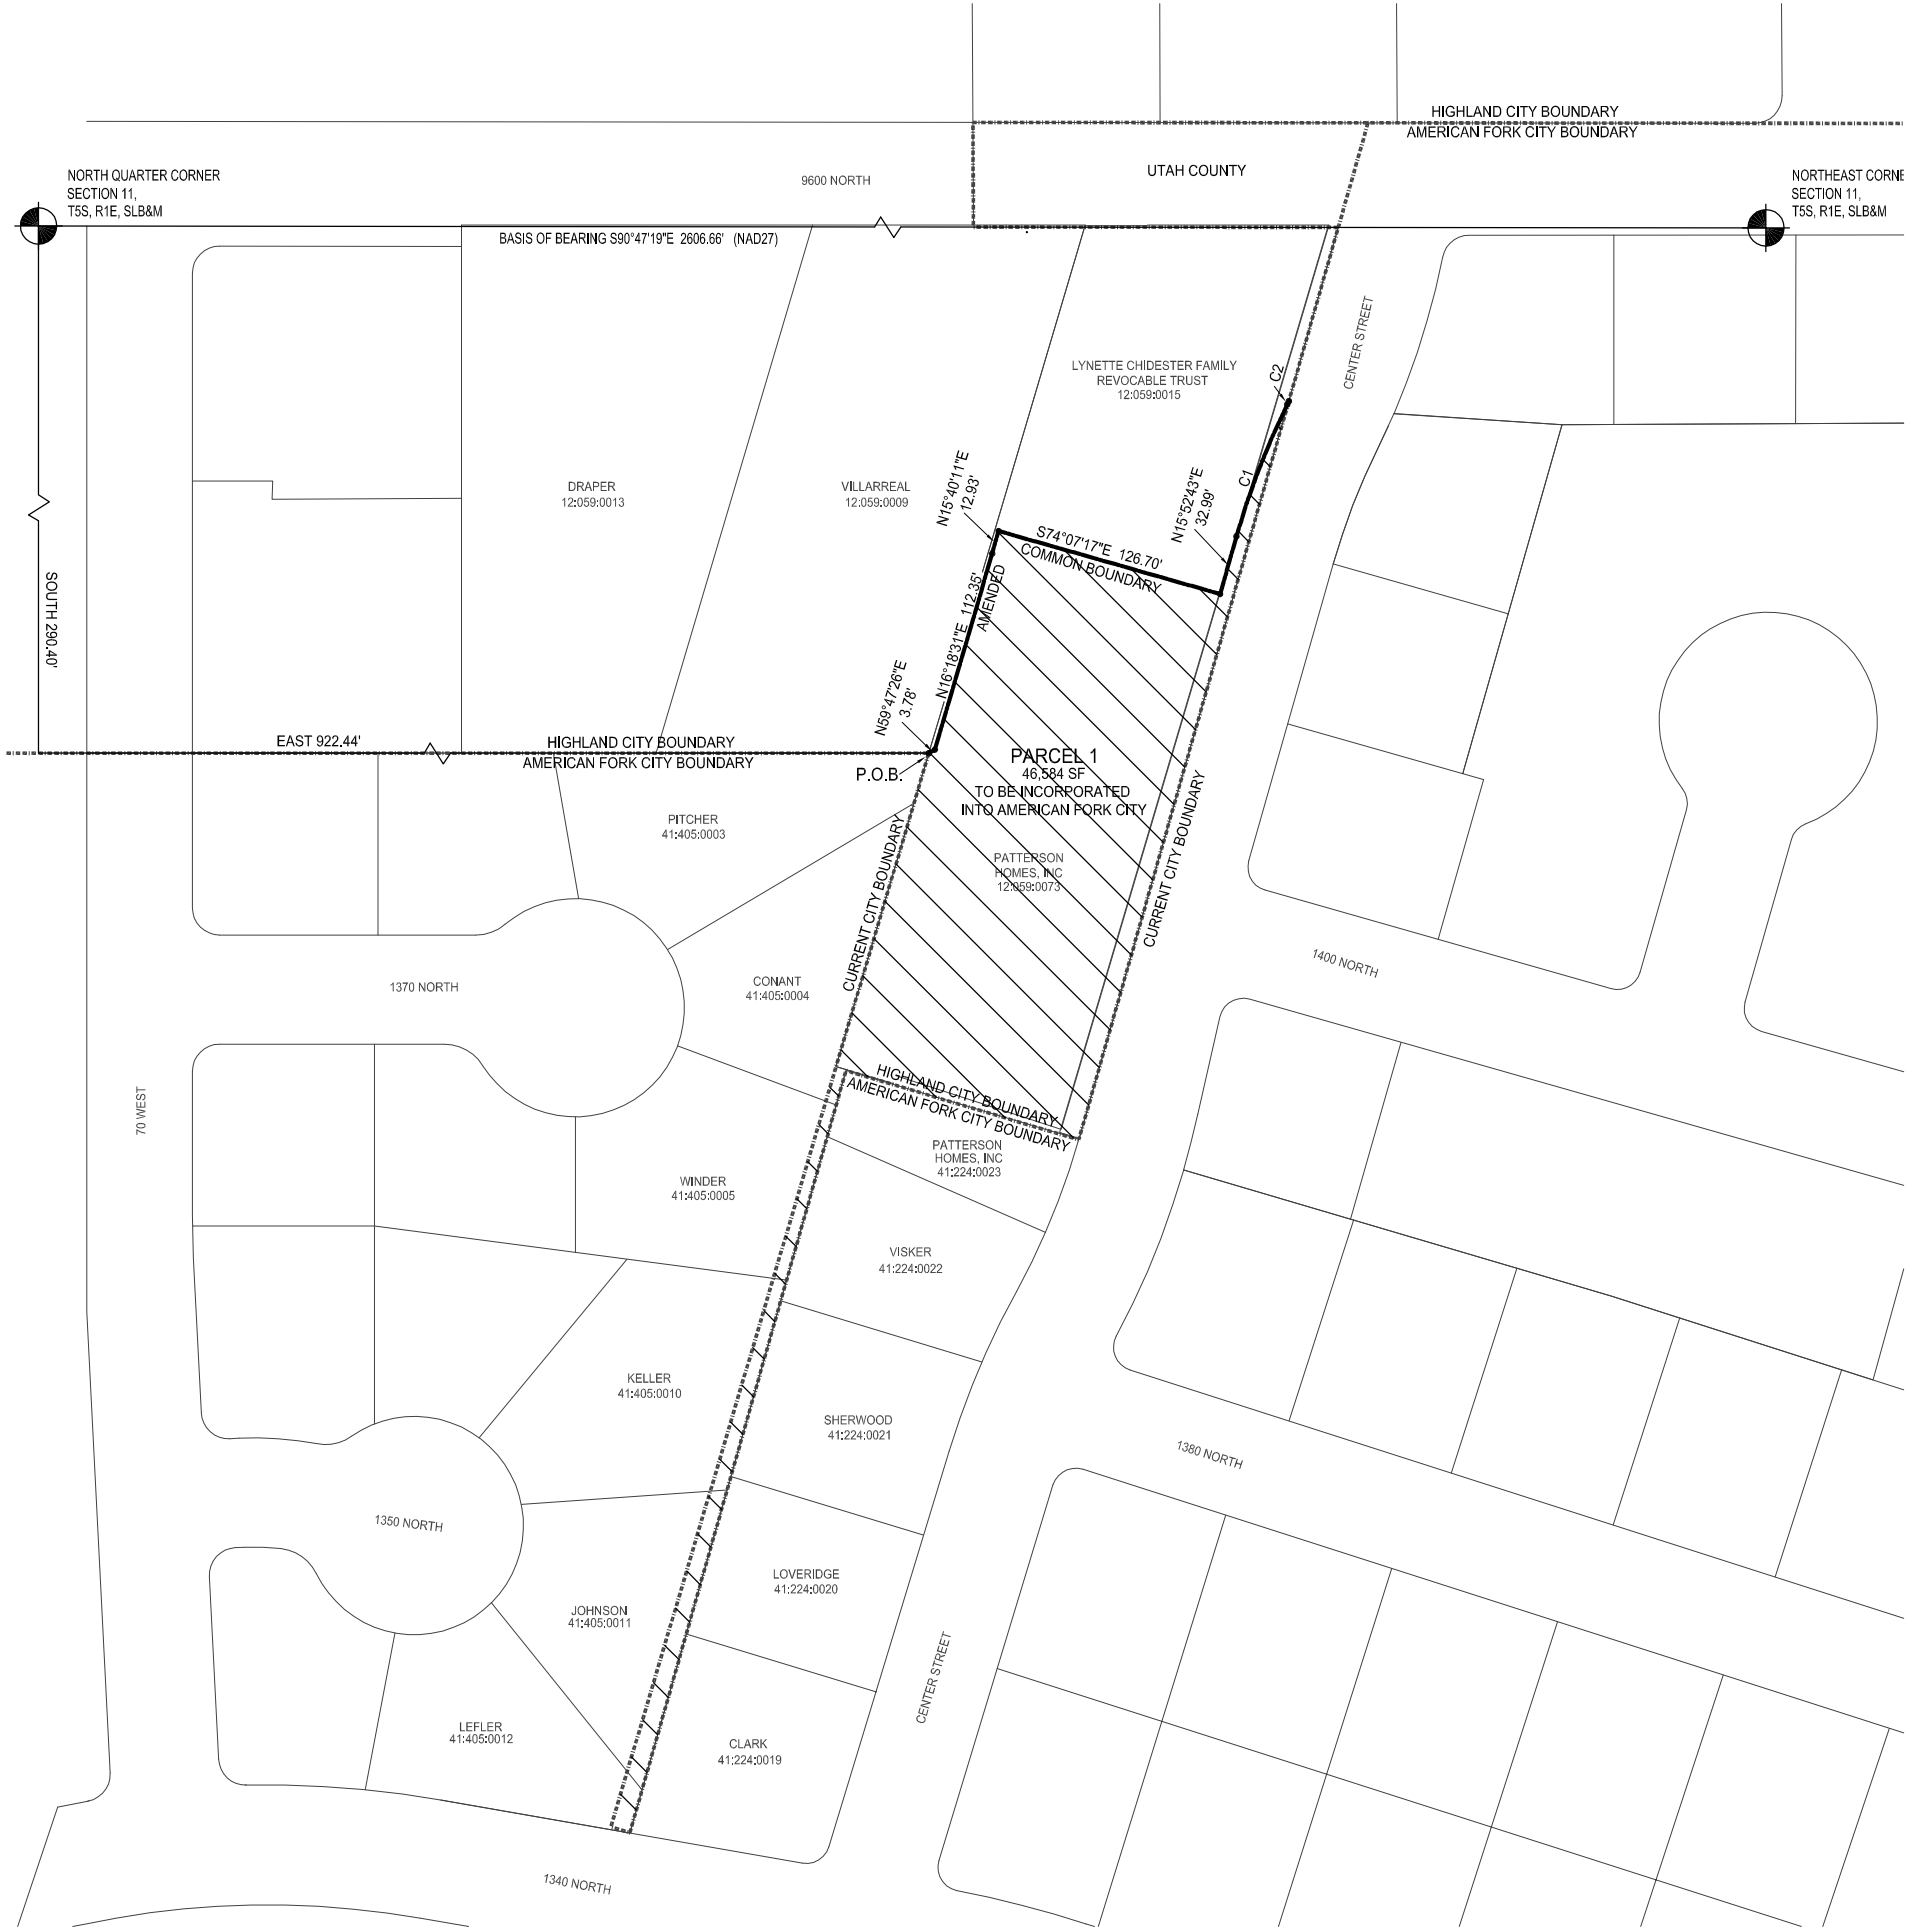 HIGHLAND CITY BOUNDARY
AMERICAN FORK CITY BOUNDARY
NORTH QUARTER CORNER
SECTION 11,
T5S, R1E, SLB&M
9600 NORTH
UTAH COUNTY
NORTHEAST CORNE
SECTION 11,
T5S, R1E, SLB&M
BASIS OF BEARING S90°47'19"E 2606.66' (NAD27)
CENTER STREET
LYNETTE CHIDESTER FAMILY
REVOCABLE TRUST
12:059:0015
C2
C1
DRAPER
12:059:0013
VILLARREAL
12:059:0009
N15°40'11"E
12.93'
N15°52'43"E
32.99'
S74°07'17"E 126.70'
COMMON BOUNDARY
N16°18'31"E 112.35'
AMENDED
SOUTH 290.40'
N59°47'26"E
3.78'
EAST 922.44'
HIGHLAND CITY BOUNDARY
AMERICAN FORK CITY BOUNDARY
P.O.B.
PARCEL 1
46,584 SF
TO BE INCORPORATED
INTO AMERICAN FORK CITY
PITCHER
41:405:0003
PATTERSON
HOMES, INC
12:059:0073
CURRENT CITY BOUNDARY
CURRENT CITY BOUNDARY
1400 NORTH
CONANT
41:405:0004
1370 NORTH
70 WEST
HIGHLAND CITY BOUNDARY
AMERICAN FORK CITY BOUNDARY
PATTERSON
HOMES, INC
41:224:0023
WINDER
41:405:0005
VISKER
41:224:0022
KELLER
41:405:0010
SHERWOOD
41:224:0021
1380 NORTH
1350 NORTH
LOVERIDGE
41:224:0020
JOHNSON
41:405:0011
CENTER STREET
LEFLER
41:405:0012
CLARK
41:224:0019
1340 NORTH